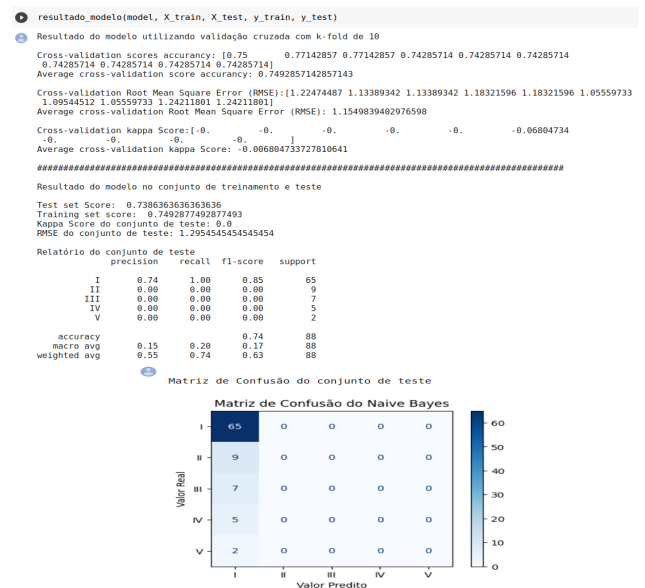 resultado_modelo(model, X_train, X_test, y_train, y_test)
Resultado do modelo utilizando validação cruzada com k-fold de 10
Cross-validation scores accurancy: [0.75 0.77142857 0.77142857 0.74285714 0.74285714 0.74285714
0.74285714 0.74285714 0.74285714 0.74285714]
Average cross-validation score accurancy: 0.7492857142857143
Cross-validation Root Mean Square Error (RMSE):[1.22474487 1.13389342 1.13389342 1.18321596 1.18321596 1.05559733
1.09544512 1.05559733 1.24211801 1.24211801]
Average cross-validation Root Mean Square Error (RMSE): 1.1549839402976598
Cross-validation kappa Score:[-0. -0. -0. -0. -0. -0.06804734
-0. -0. -0. -0. ]
Average cross-validation kappa Score: -0.006804733727810641
####################################################################################################
Resultado do modelo no conjunto de treinamento e teste
Test set Score: 0.7386363636363636
Training set score: 0.7492877492877493
Kappa Score do conjunto de teste: 0.0
RMSE do conjunto de teste: 1.2954545454545454
Relatório do conjunto de teste
precision recall f1-score support
I 0.74 1.00 0.85 65
II 0.00 0.00 0.00 9
III 0.00 0.00 0.00 7
IV 0.00 0.00 0.00 5
V 0.00 0.00 0.00 2
accuracy 0.74 88
macro avg 0.15 0.20 0.17 88
weighted avg 0.55 0.74 0.63 88
Matriz de Confusão do conjunto de teste
Matriz de Confusão do Naive Bayes
I 65 0 0 0 0
II 9 0 0 0 0
III 7 0 0 0 0
IV 5 0 0 0 0
V 2 0 0 0 0
I II III IV V
Valor Real
Valor Predito
60
50
40
30
20
10
0